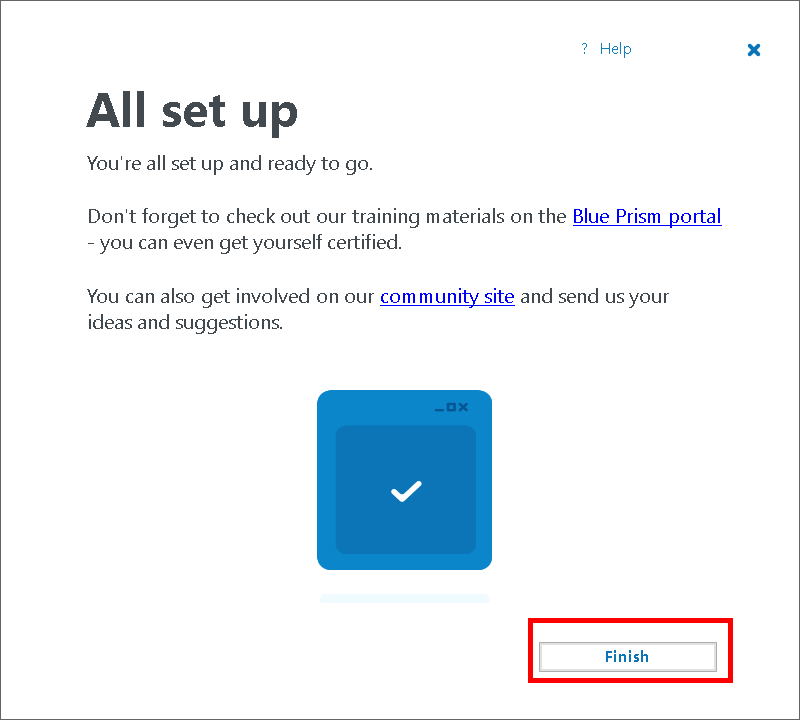 ? Help
All set up
You're all set up and ready to go.
Don't forget to check out our training materials on the Blue Prism portal
- you can even get yourself certified.
You can also get involved on our community site and send us your
ideas and suggestions.
Finish